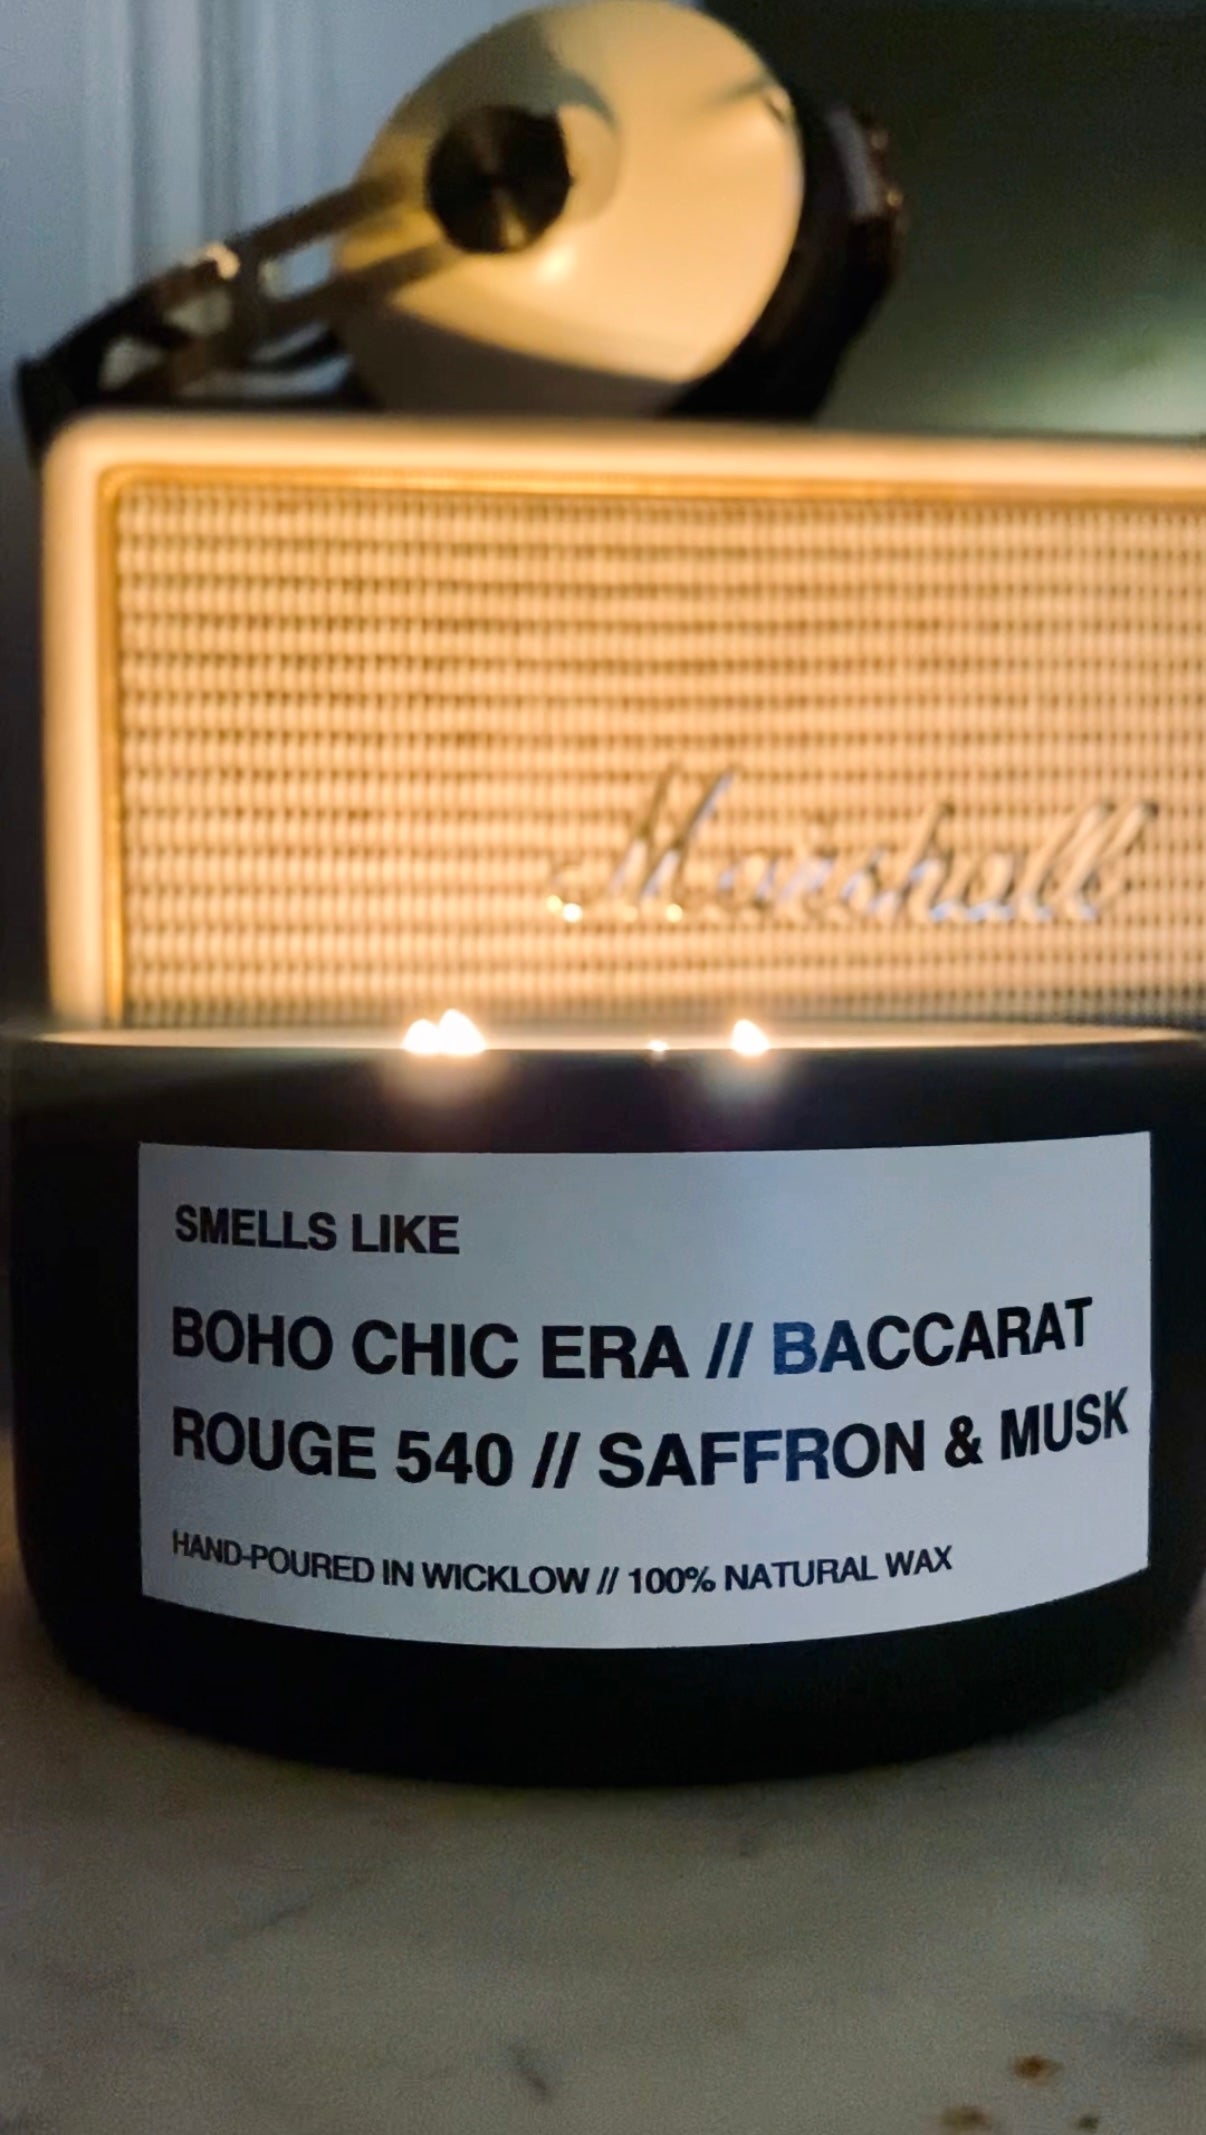 Marshall
SMELLS LIKE
BOHO CHIC ERA // BACCARAT
ROUGE 540 // SAFFRON & MUSK
HAND-POURED IN WICKLOW // 100% NATURAL WAX